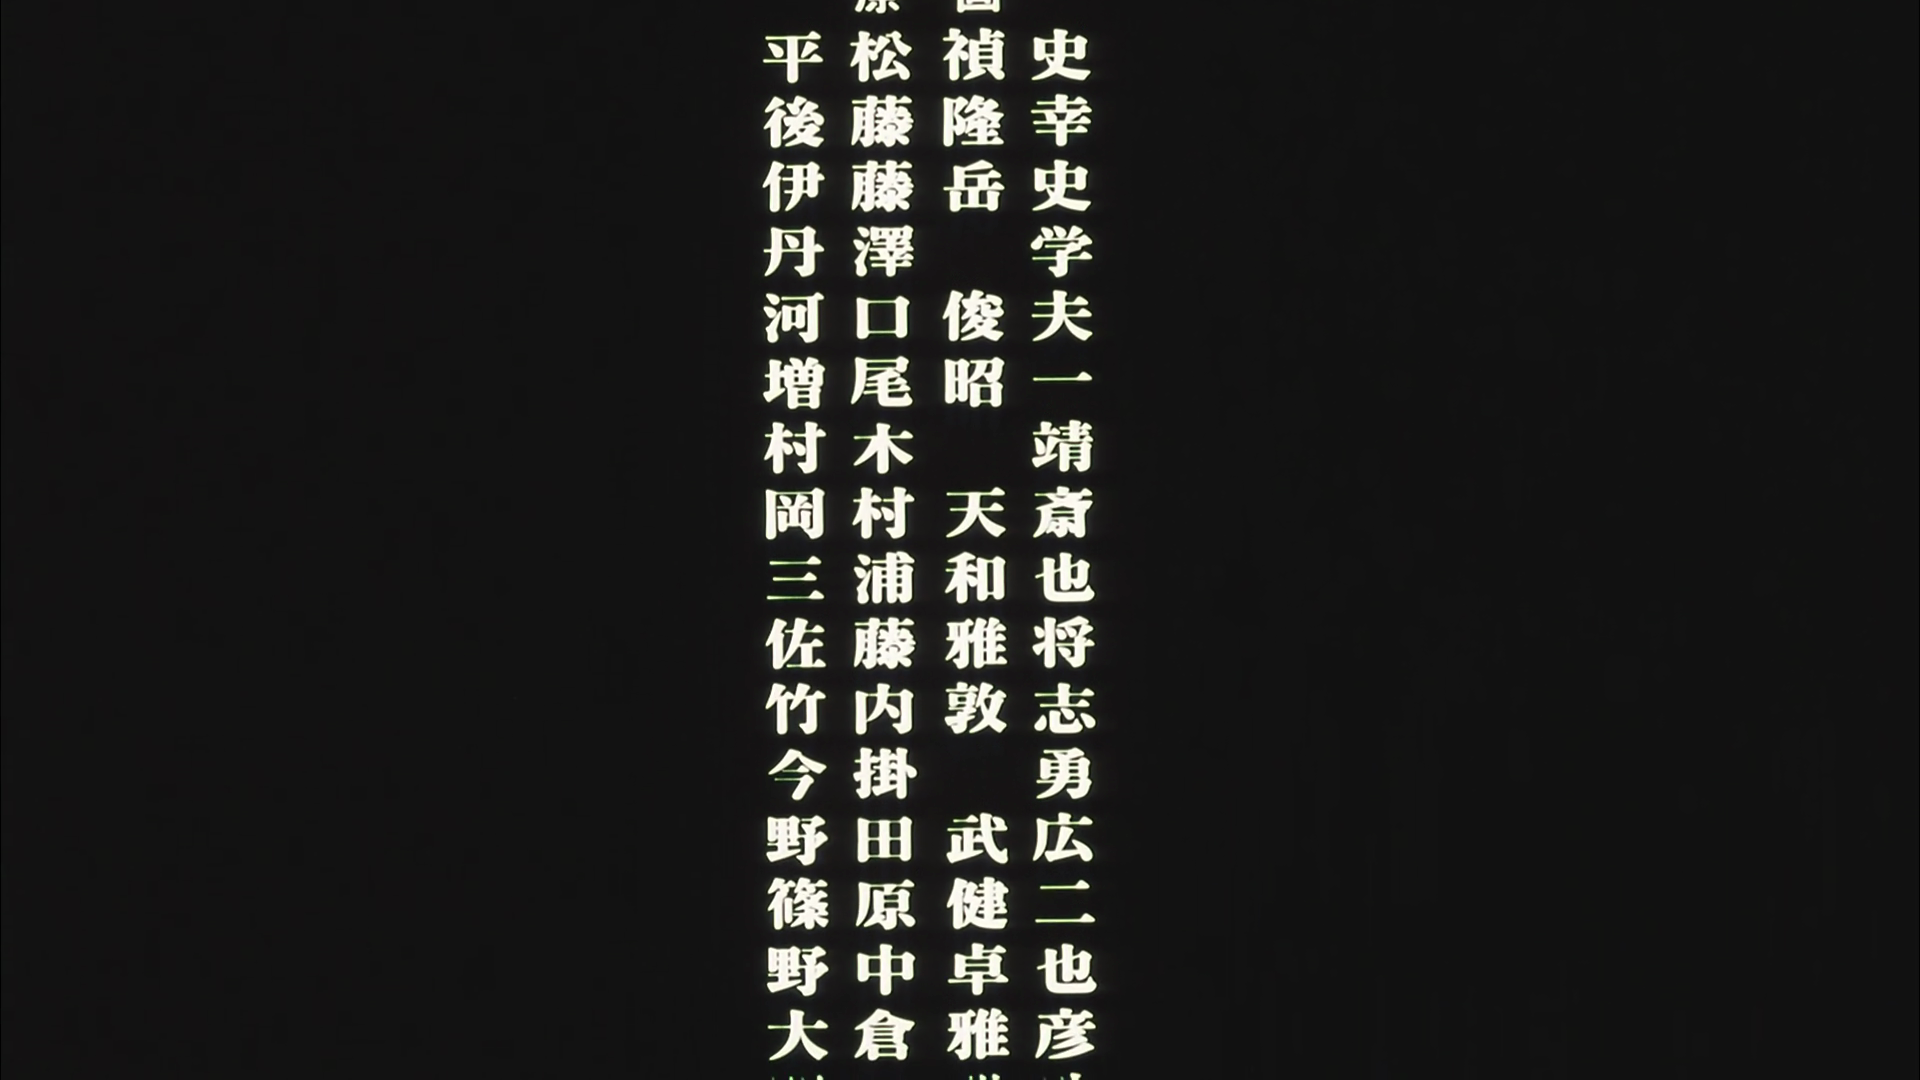 平松禎史
後藤隆幸
伊藤岳史
丹澤　学
河口俊夫
増尾昭一
村木　靖
岡村天斎
三浦和也
佐藤雅将
竹内敦志
今掛　勇
野田武広
篠原健二
野中卓也
大倉雅彦